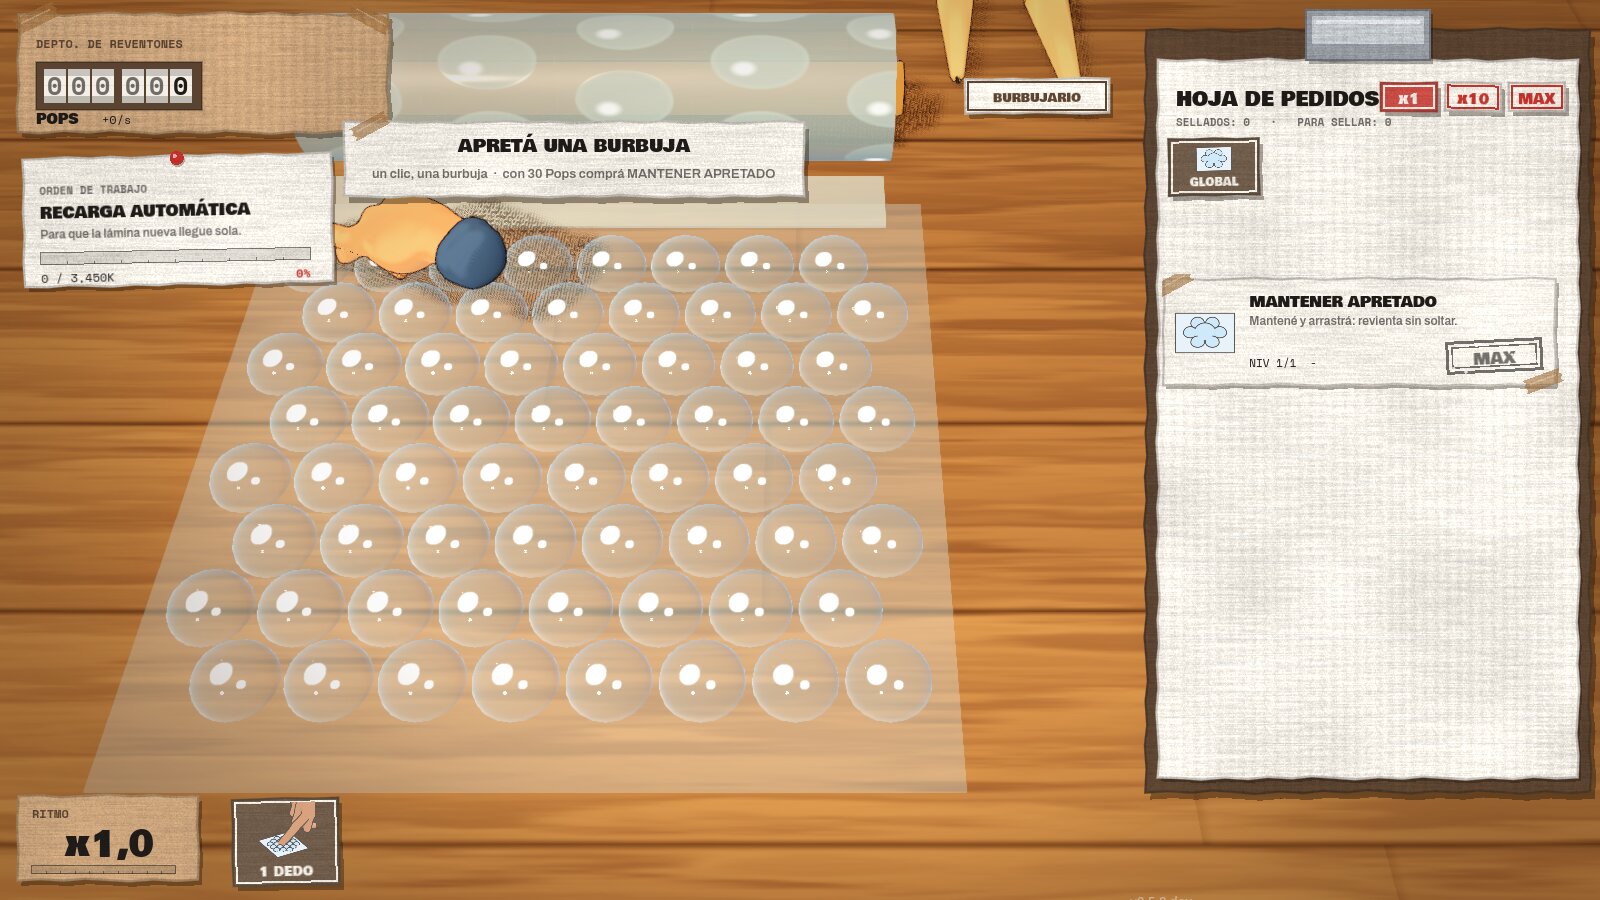 DEPTO. DE REVENTONES
000000
POPS +0/s
ORDEN DE TRABAJO
RECARGA AUTOMÁTICA
Para que la lámina nueva llegue sola.
0 / 3.450K 0%
APRETÁ UNA BURBUJA
un clic, una burbuja · con 30 Pops comprá MANTENER APRETADO
BURBUJARIO
HOJA DE PEDIDOS x1 x10 MAX
SELLADOS: 0 · PARA SELLAR: 0
GLOBAL
MANTENER APRETADO
Mantené y arrastrá: revienta sin soltar.
NIV 1/1 -
MAX
RITMO
x1,0
1 DEDO